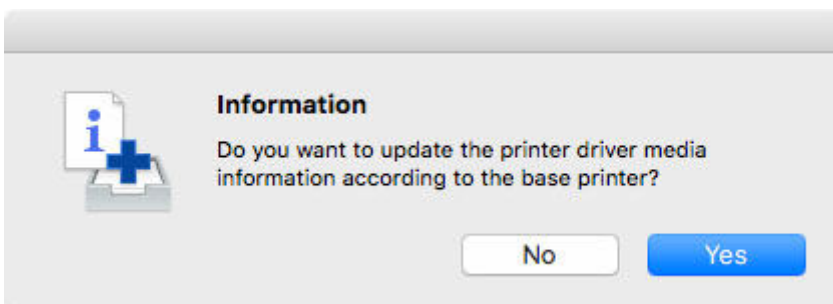 Information
Do you want to update the printer driver media
information according to the base printer?
No Yes